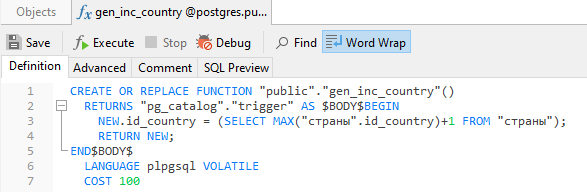 Objects
gen_inc_country @postgres.pu...
Save Execute Stop Debug Find Word Wrap
Definition Advanced Comment SQL Preview
1 CREATE OR REPLACE FUNCTION "public"."gen_inc_country"()
2 RETURNS "pg_catalog"."trigger" AS $BODY$BEGIN
3 NEW.id_country = (SELECT MAX("страны".id_country)+1 FROM "страны");
4 RETURN NEW;
5 END$BODY$
6 LANGUAGE plpgsql VOLATILE
7 COST 100